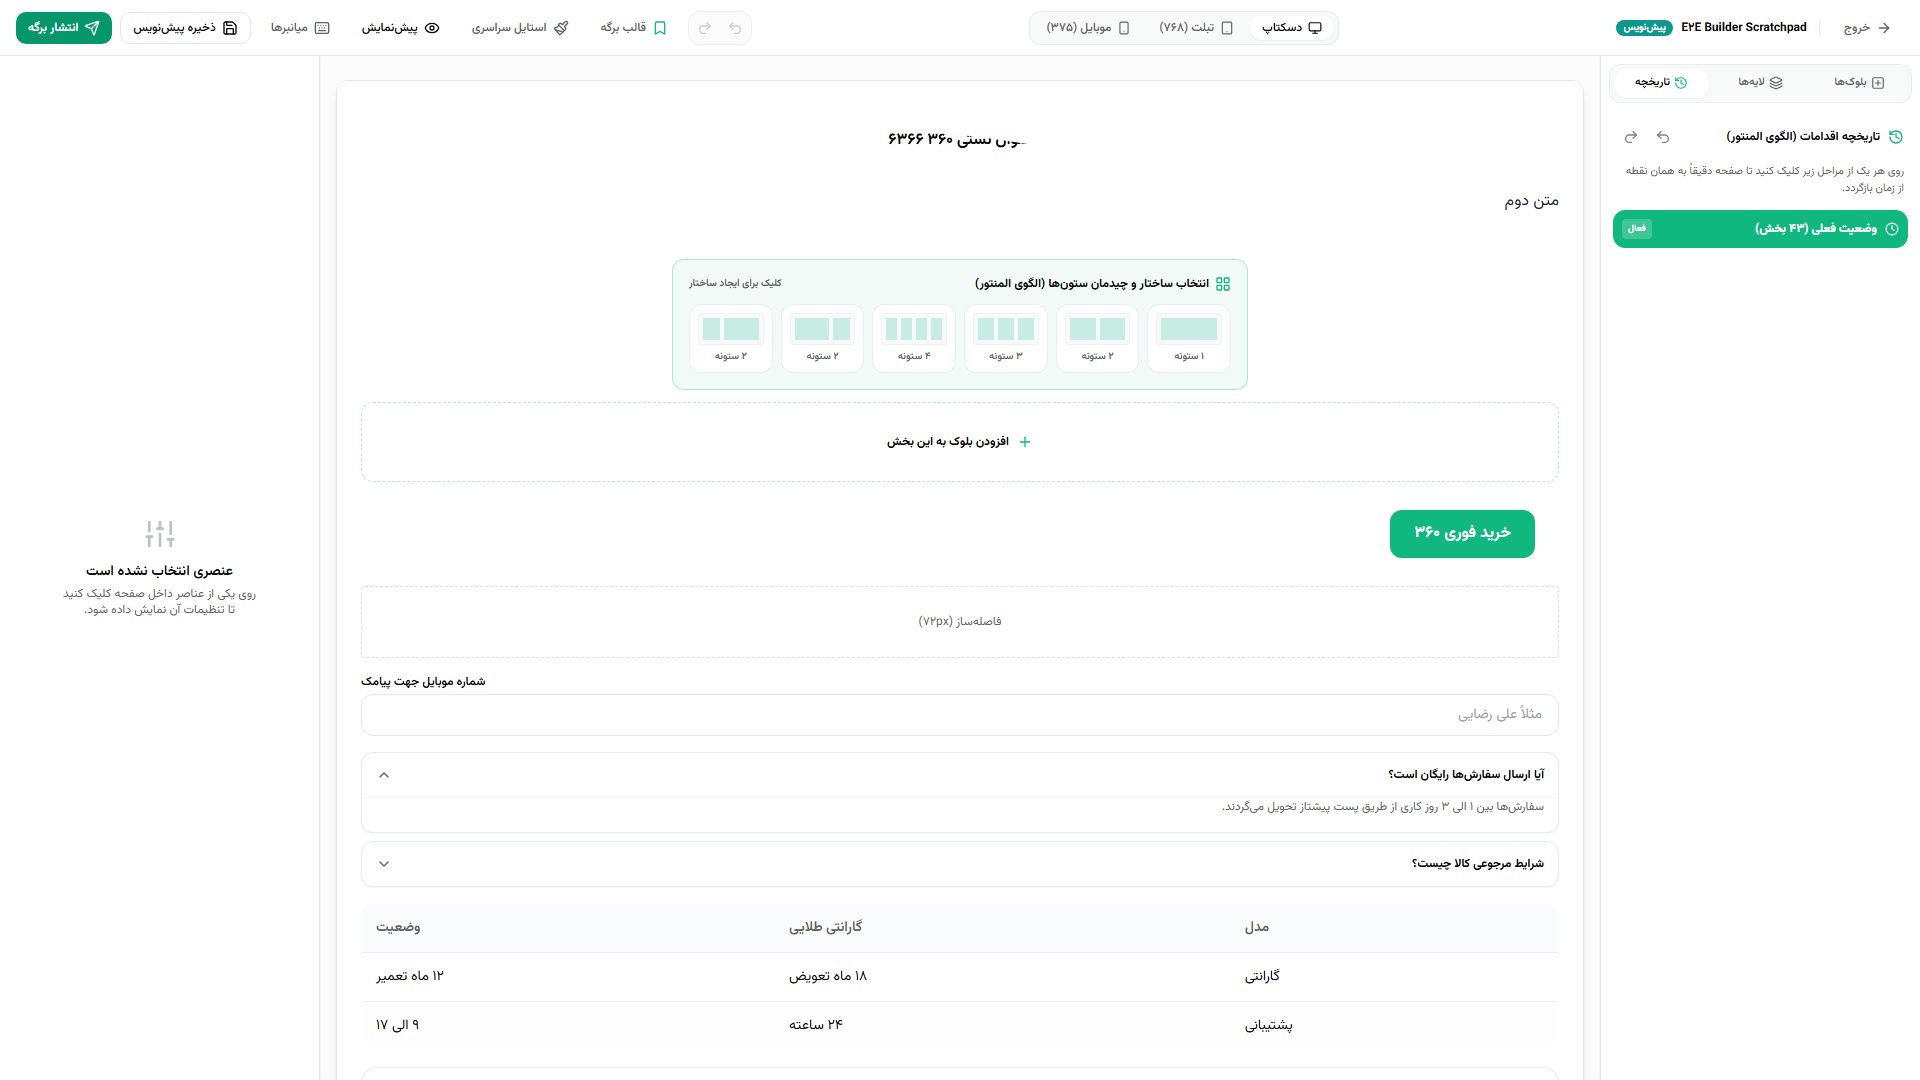 خروج
E2E Builder Scratchpad
پیش‌نویس
دسکتاپ
تبلت (۷۶۸)
موبایل (۳۷۵)
قالب برگه
استایل سراسری
پیش‌نمایش
میانبرها
ذخیره پیش‌نویس
انتشار برگه
بلوک‌ها
لایه‌ها
تاریخچه
تاریخچه اقدامات (الگوی المنتور)
روی هر یک از مراحل زیر کلیک کنید تا صفحه دقیقاً به همان نقطه
از زمان بازگردد.
وضعیت فعلی (۴۳ بخش)
فعال
۳۶۰ ۶۳۶۶
متن دوم
انتخاب ساختار و چیدمان ستون‌ها (الگوی المنتور)
کلیک برای ایجاد ساختار
۱ ستونه
۲ ستونه
۳ ستونه
۴ ستونه
۲ ستونه
۲ ستونه
افزودن بلوک به این بخش
خرید فوری ۳۶۰
فاصله‌ساز (۷۲px)
شماره موبایل جهت پیامک
مثلاً علی رضایی
آیا ارسال سفارش‌ها رایگان است؟
سفارش‌ها بین ۱ الی ۳ روز کاری از طریق پست پیشتاز تحویل می‌گردند.
شرایط مرجوعی کالا چیست؟
مدل
گارانتی طلایی
وضعیت
گارانتی
۱۸ ماه تعویض
۱۲ ماه تعمیر
پشتیبانی
۲۴ ساعته
۹ الی ۱۷
عنصری انتخاب نشده است
روی یکی از عناصر داخل صفحه کلیک کنید
تا تنظیمات آن نمایش داده شود.